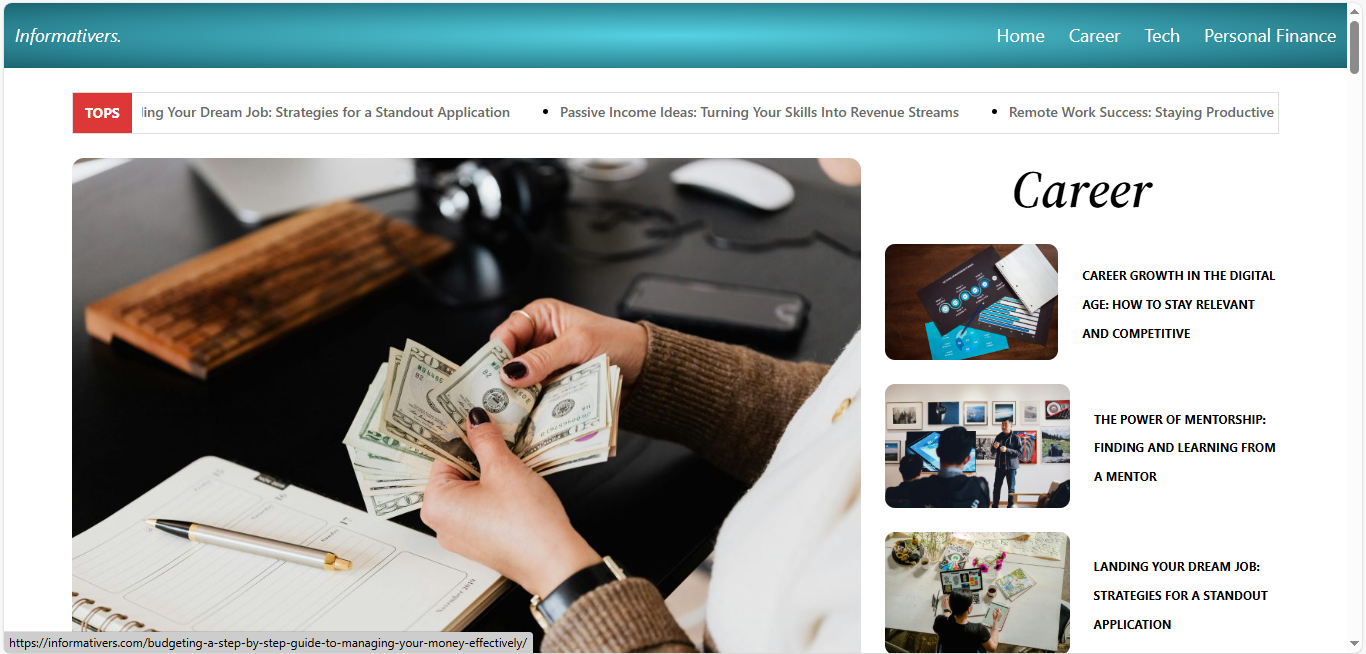 Informativers.
Home Career Tech Personal Finance
TOPS ling Your Dream Job: Strategies for a Standout Application • Passive Income Ideas: Turning Your Skills Into Revenue Streams • Remote Work Success: Staying Productive
Career
CAREER GROWTH IN THE DIGITAL
AGE: HOW TO STAY RELEVANT
AND COMPETITIVE
THE POWER OF MENTORSHIP:
FINDING AND LEARNING FROM
A MENTOR
LANDING YOUR DREAM JOB:
STRATEGIES FOR A STANDOUT
APPLICATION
November 2019
https://informativers.com/budgeting-a-step-by-step-guide-to-managing-your-money-effectively/